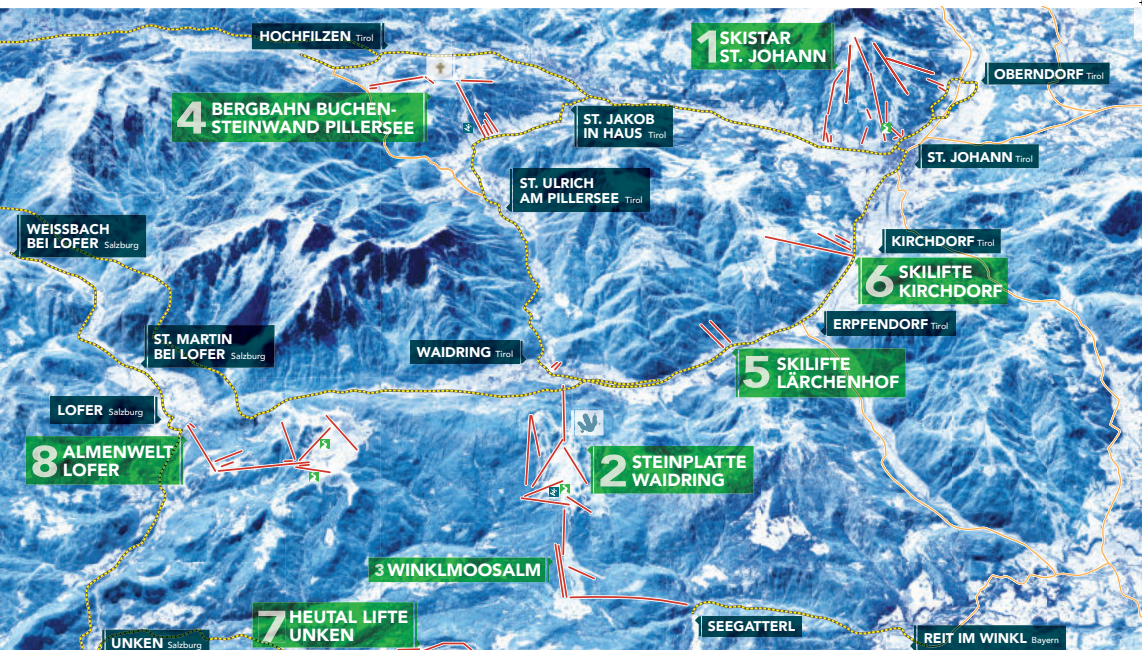 HOCHFILZEN Tirol
1 SKISTAR
ST. JOHANN
OBERNDORF Tirol
4 BERGBAHN BUCHEN-
STEINWAND PILLERSEE
ST. JAKOB
IN HAUS Tirol
ST. JOHANN Tirol
ST. ULRICH
AM PILLERSEE Tirol
WEISSBACH
BEI LOFER Salzburg
KIRCHDORF Tirol
6 SKILIFTE
KIRCHDORF
ERPFENDORF Tirol
ST. MARTIN
BEI LOFER Salzburg
WAIDRING Tirol
5 SKILIFTE
LÄRCHENHOF
LOFER Salzburg
8 ALMENWELT
LOFER
2 STEINPLATTE
WAIDRING
3 WINKLMOOSALM
7 HEUTAL LIFTE
UNKEN
SEEGATTERL
UNKEN Salzburg
REIT IM WINKL Bayern